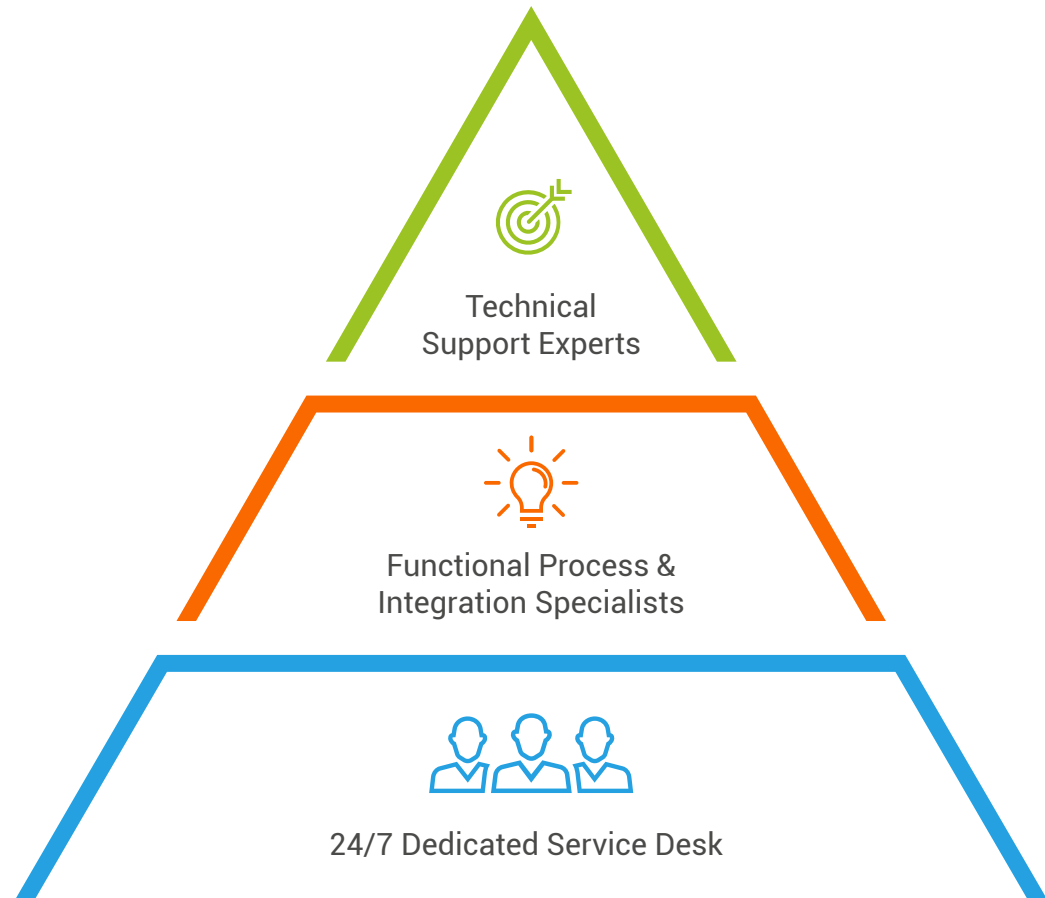 Technical
Support Experts
Functional Process &
Integration Specialists
24/7 Dedicated Service Desk